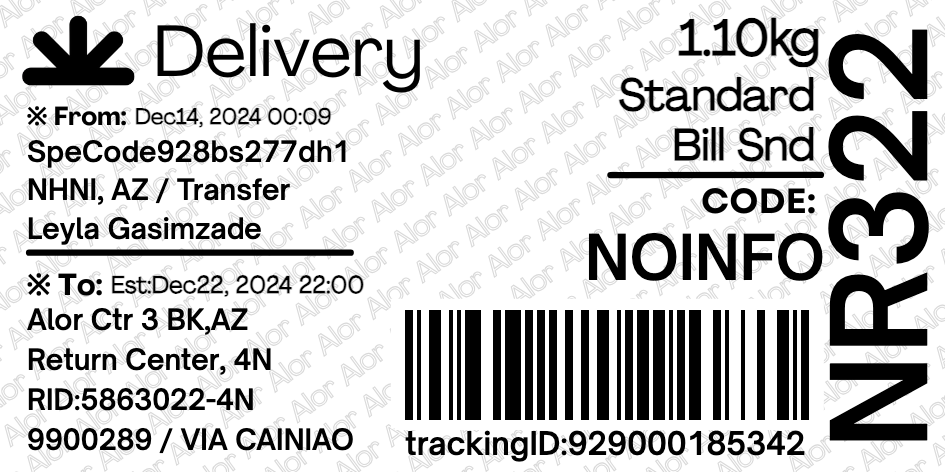 Delivery
※ From: Dec14, 2024 00:09
SpeCode928bs277dh1
NHNI, AZ / Transfer
Leyla Gasimzade
※ To: Est:Dec22, 2024 22:00
Alor Ctr 3 BK,AZ
Return Center, 4N
RID:5863022-4N
9900289 / VIA CAINIAO
1.10kg
Standard
Bill Snd
CODE:
NOINFO
trackingID:929000185342
NR322